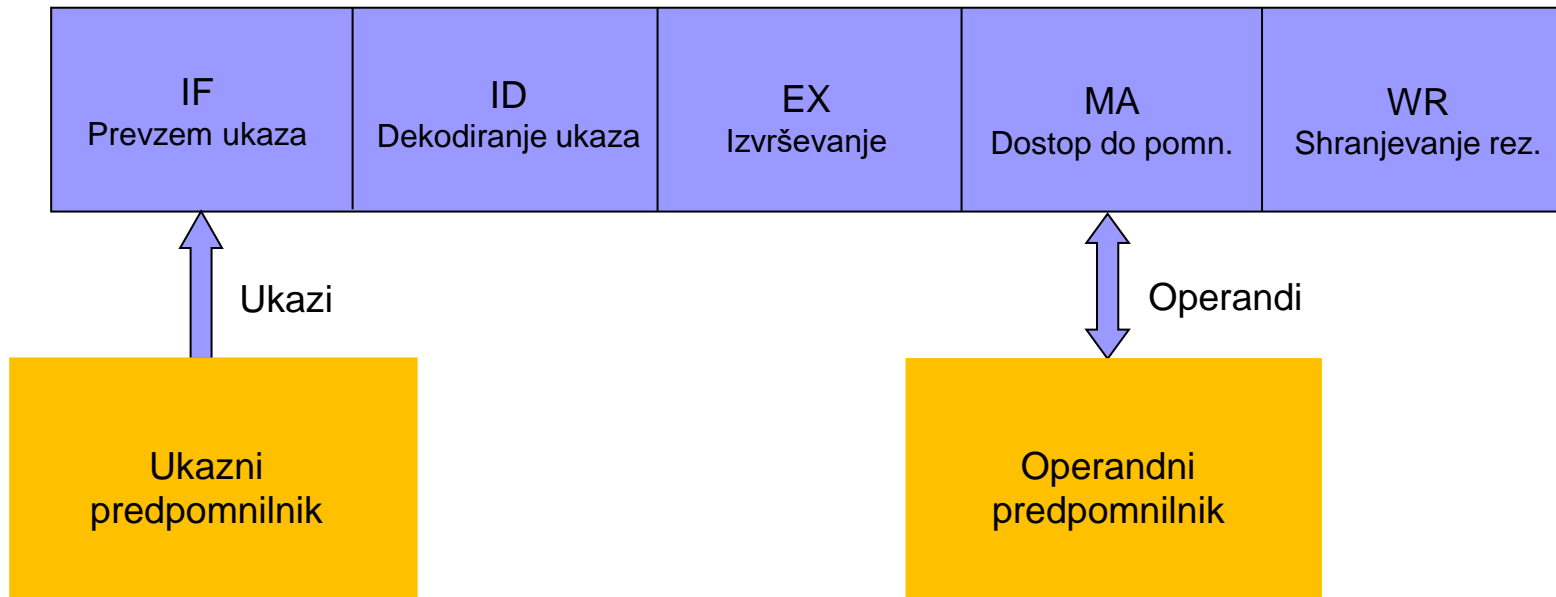 IF
Prevzem ukaza
ID
Dekodiranje ukaza
EX
Izvrševanje
MA
Dostop do pomn.
WR
Shranjevanje rez.
Ukazi
Operandi
Ukazni
predpomnilnik
Operandni
predpomnilnik